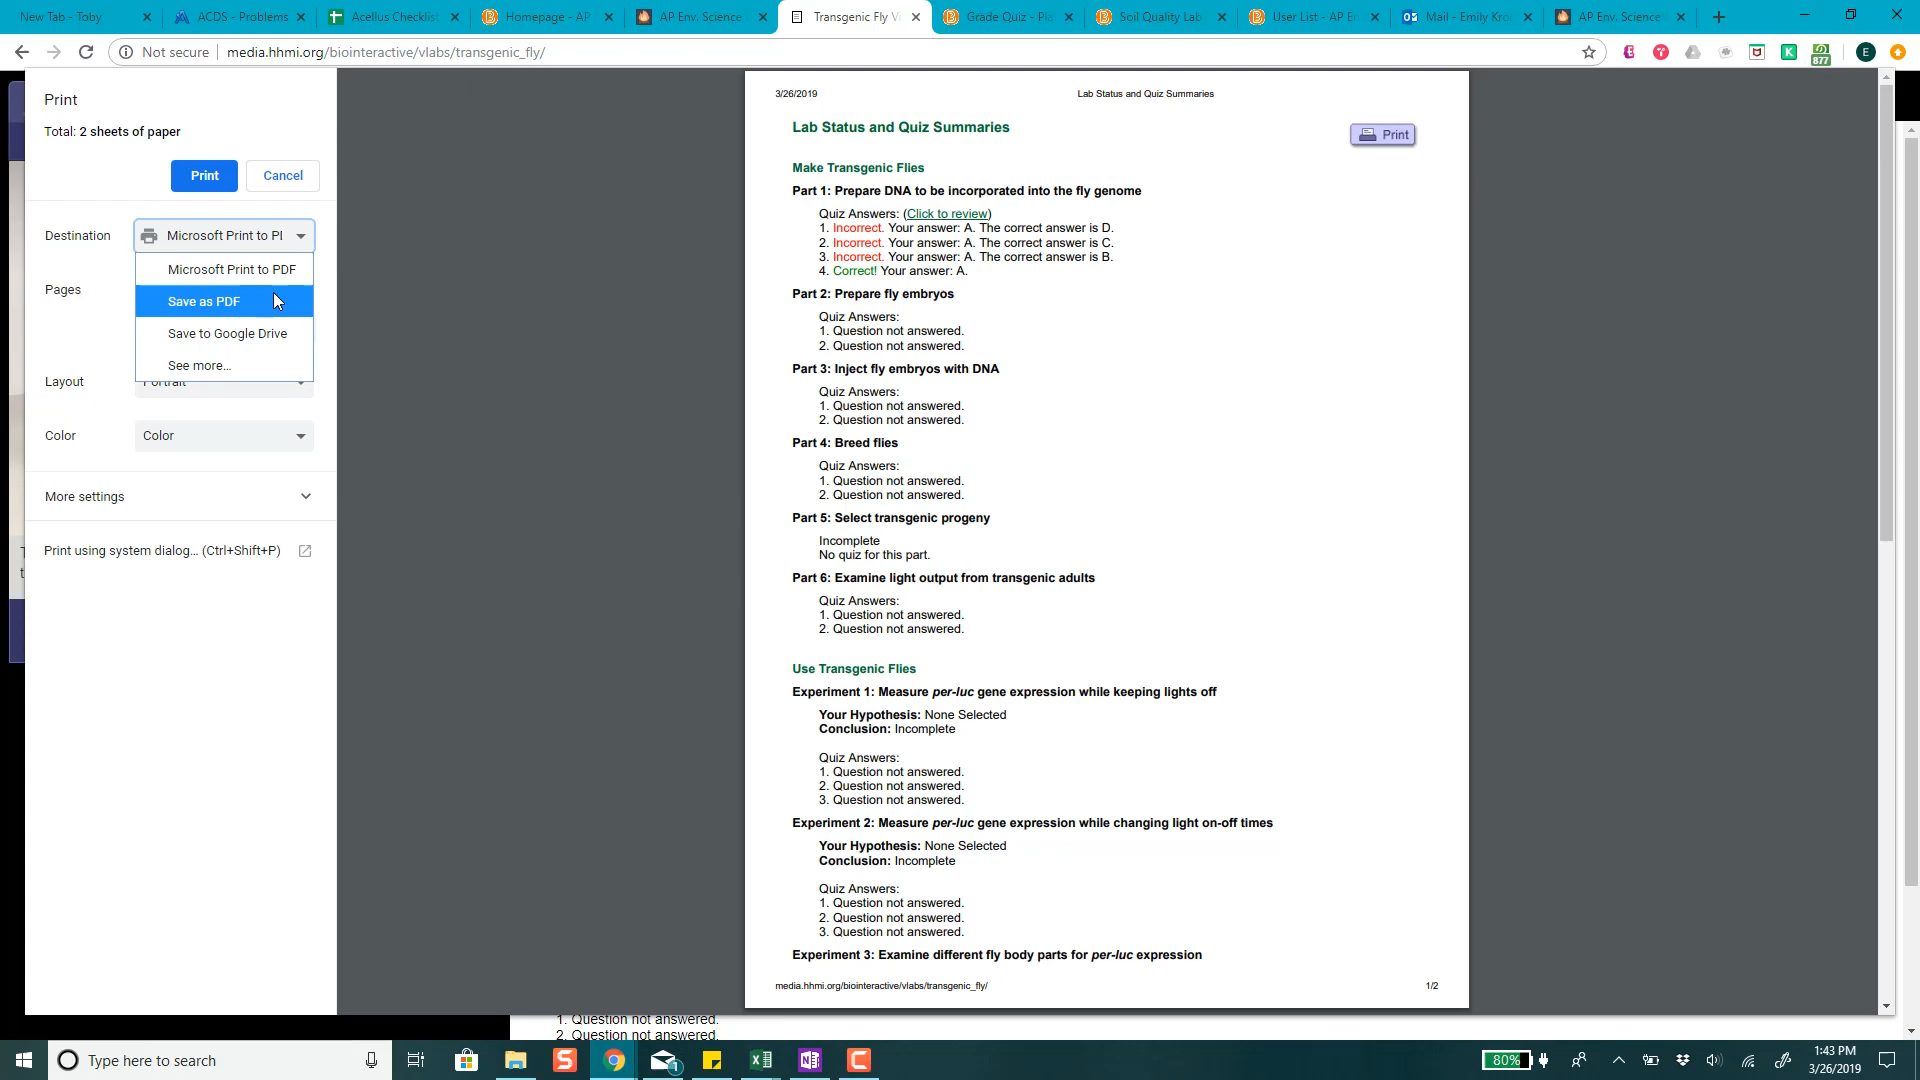 New Tab - Toby
ACDS - Problems
Acellus Checklist
Homepage - AP
AP Env. Science
Transgenic Fly Vi
Grade Quiz - Pla
Soil Quality Lab
User List - AP En
Mail - Emily Kro
AP Env. Science
Not secure
media.hhmi.org/biointeractive/vlabs/transgenic_fly/
K
877
E
Print
Total: 2 sheets of paper
Print
Cancel
Destination
Microsoft Print to PI
Microsoft Print to PDF
Save as PDF
Save to Google Drive
See more...
Pages
Layout
Portrait
Color
Color
More settings
Print using system dialog... (Ctrl+Shift+P)
3/26/2019
Lab Status and Quiz Summaries
Lab Status and Quiz Summaries
Print
Make Transgenic Flies
Part 1: Prepare DNA to be incorporated into the fly genome
Quiz Answers: (Click to review)
1. Incorrect. Your answer: A. The correct answer is D.
2. Incorrect. Your answer: A. The correct answer is C.
3. Incorrect. Your answer: A. The correct answer is B.
4. Correct! Your answer: A.
Part 2: Prepare fly embryos
Quiz Answers:
1. Question not answered.
2. Question not answered.
Part 3: Inject fly embryos with DNA
Quiz Answers:
1. Question not answered.
2. Question not answered.
Part 4: Breed flies
Quiz Answers:
1. Question not answered.
2. Question not answered.
Part 5: Select transgenic progeny
Incomplete
No quiz for this part.
Part 6: Examine light output from transgenic adults
Quiz Answers:
1. Question not answered.
2. Question not answered.
Use Transgenic Flies
Experiment 1: Measure per-luc gene expression while keeping lights off
Your Hypothesis: None Selected
Conclusion: Incomplete
Quiz Answers:
1. Question not answered.
2. Question not answered.
3. Question not answered.
Experiment 2: Measure per-luc gene expression while changing light on-off times
Your Hypothesis: None Selected
Conclusion: Incomplete
Quiz Answers:
1. Question not answered.
2. Question not answered.
3. Question not answered.
Experiment 3: Examine different fly body parts for per-luc expression
media.hhmi.org/biointeractive/vlabs/transgenic_fly/
1/2
1. Question not answered.
2. Question not answered.
Type here to search
80%
1:43 PM
3/26/2019